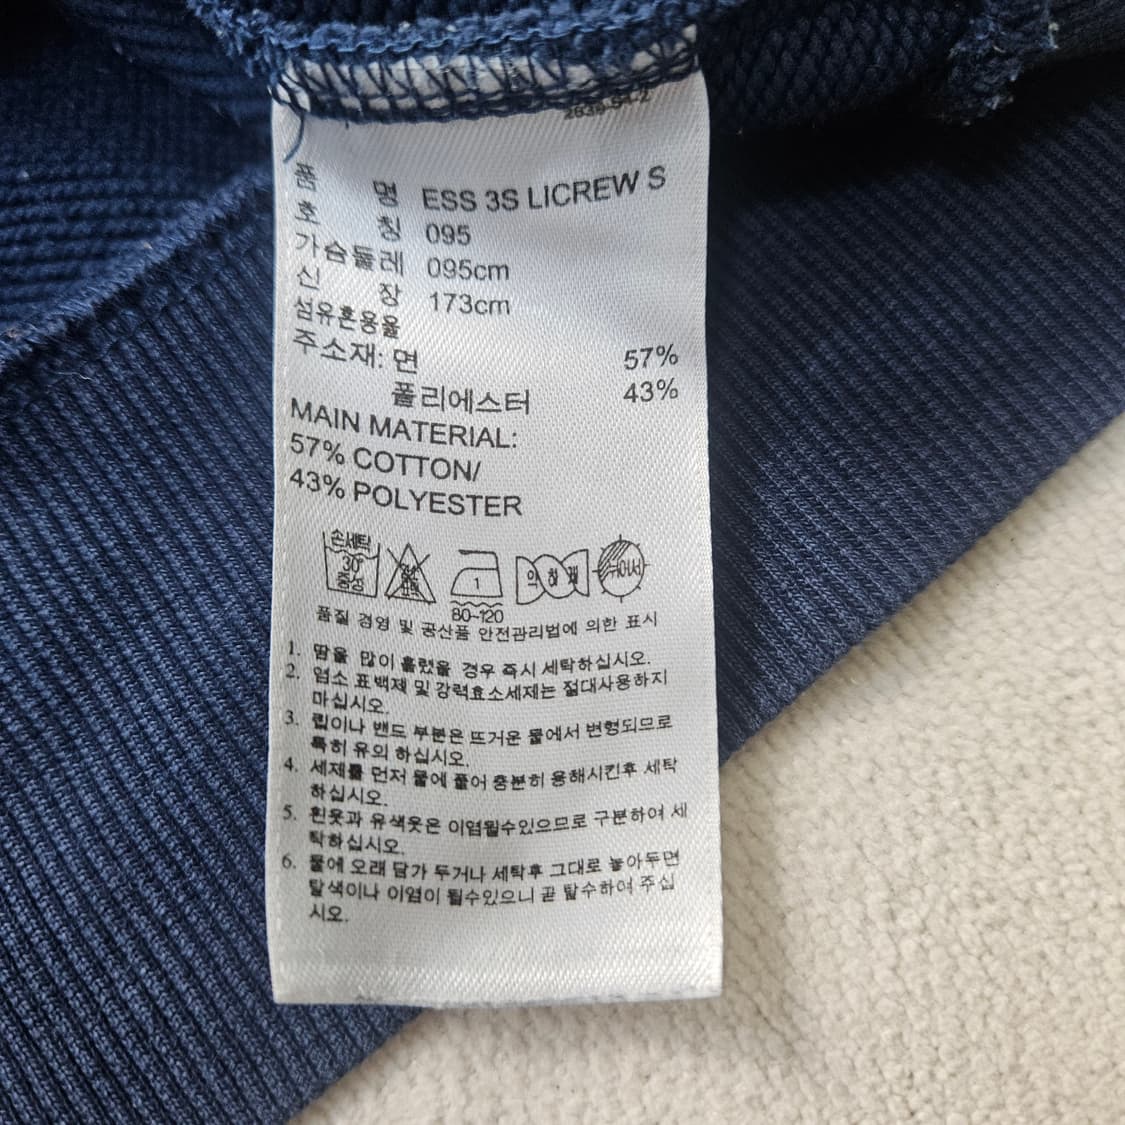 품 명 ESS 3S LICREW S
호 칭 095
가슴둘레 095cm
신 장 173cm
섬유혼용율
주소재: 면 57%
폴리에스터 43%
MAIN MATERIAL:
57% COTTON/
43% POLYESTER
손세탁 30° 중성
1 80-120
약하게
뉘어서
품질 경영 및 공산품 안전관리법에 의한 표시
1. 땀을 많이 흘렸을 경우 즉시 세탁하십시오.
2. 염소 표백제 및 강력효소세제는 절대사용하지
마십시오.
3. 립이나 밴드 부분은 뜨거운 물에서 변형되므로
특히 유의 하십시오.
4. 세제를 먼저 물에 풀어 충분히 용해시킨후 세탁
하십시오.
5. 흰옷과 유색옷은 이염될수있으므로 구분하여 세
탁하십시오.
6. 물에 오래 담가 두거나 세탁후 그대로 놓아두면
탈색이나 이염이 될수있으니 곧 탈수하여 주십
시오.